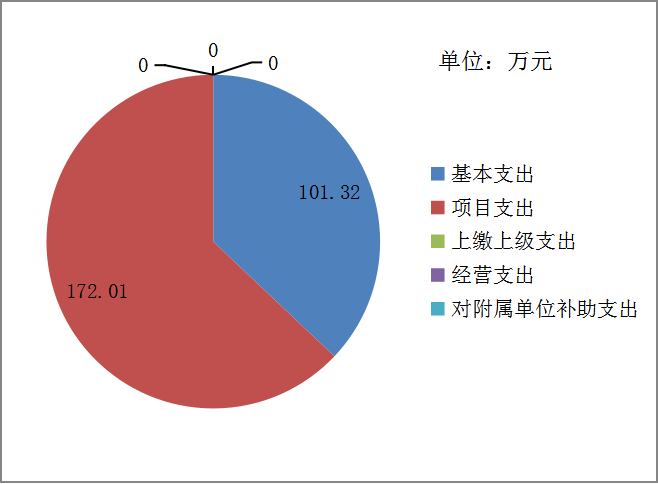 0
0
0
单位：万元
101.32
172.01
基本支出
项目支出
上缴上级支出
经营支出
对附属单位补助支出